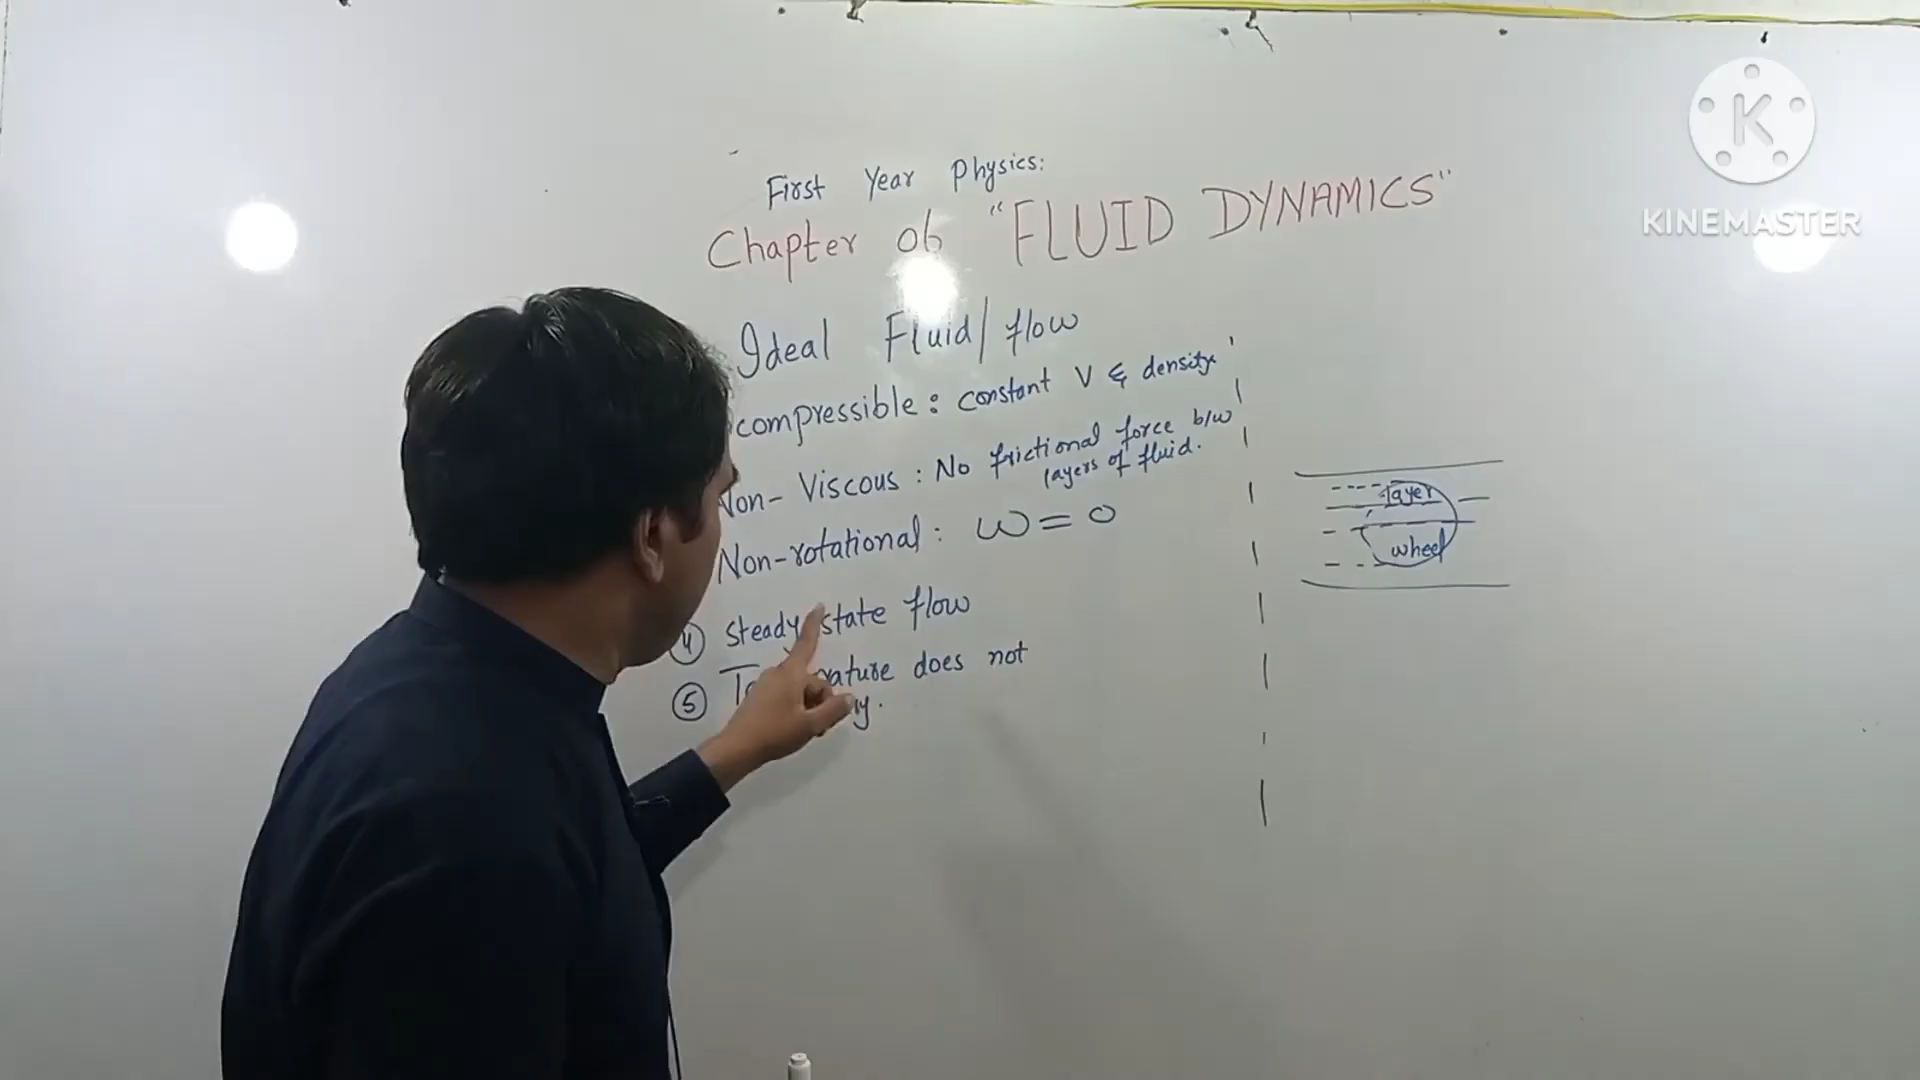 First Year Physics:
Chapter 06 "FLUID DYNAMICS"
Ideal Fluid/flow
compressible: constant V & density.
Non-Viscous: No frictional force b/w
layers of fluid.
Non-rotational: ω = 0
④ Steady state flow
⑤ does not
layer
wheel
K
KINEMASTER